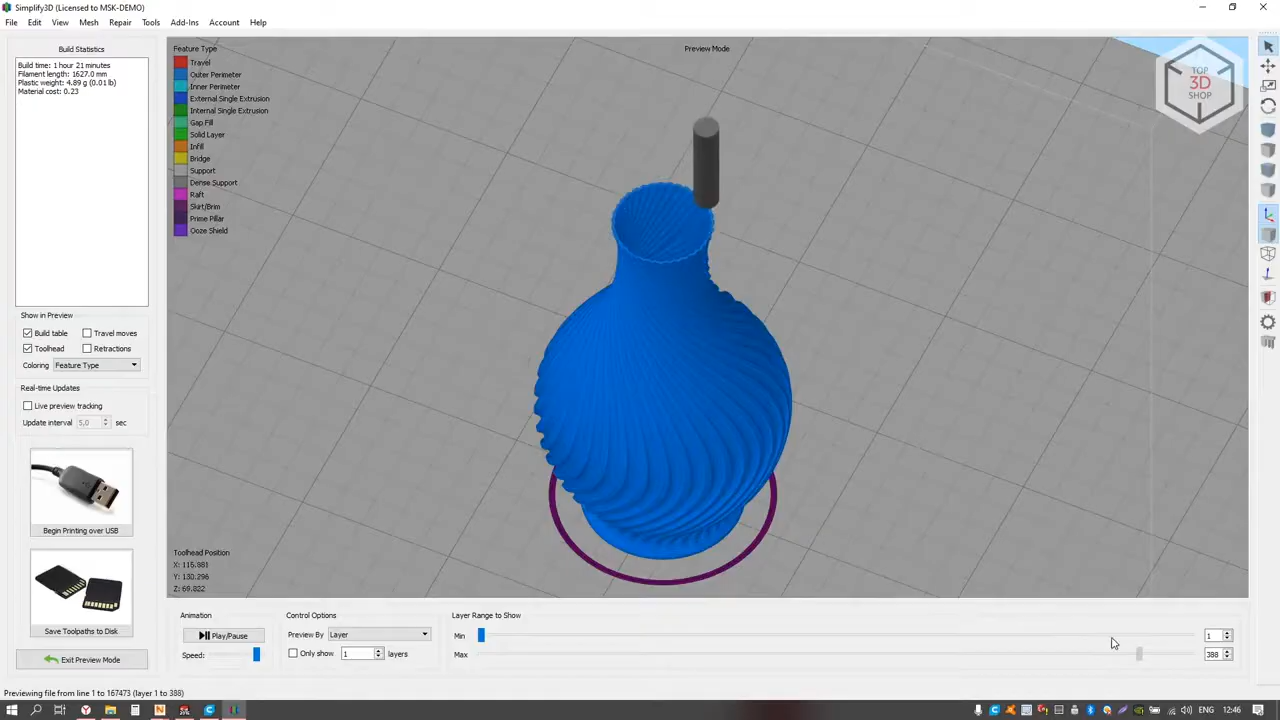 Simplify3D (Licensed to MSK-DEMO)
File Edit View Mesh Repair Tools Add-Ins Account Help
Build Statistics
Build time: 1 hour 21 minutes
Filament length: 1627.0 mm
Plastic weight: 4.89 g (0.01 lb)
Material cost: 0.23
Show in Preview
Build table Travel moves
Toolhead Retractions
Coloring Feature Type
Real-time Updates
Live preview tracking
Update interval 5,0 sec
Begin Printing over USB
Save Toolpaths to Disk
Exit Preview Mode
Feature Type
Travel
Outer Perimeter
Inner Perimeter
External Single Extrusion
Internal Single Extrusion
Gap Fill
Solid Layer
Infill
Bridge
Support
Dense Support
Raft
Skirt/Brim
Prime Pillar
Ooze Shield
Preview Mode
TOP
3D
SHOP
Toolhead Position
X: 115.981
Y: 130.296
Z: 69.822
Animation
Play/Pause
Speed:
Control Options
Preview By Layer
Only show 1 layers
Layer Range to Show
Min 1
Max 388
Previewing file from line 1 to 167473 (layer 1 to 388)
ENG 12:46